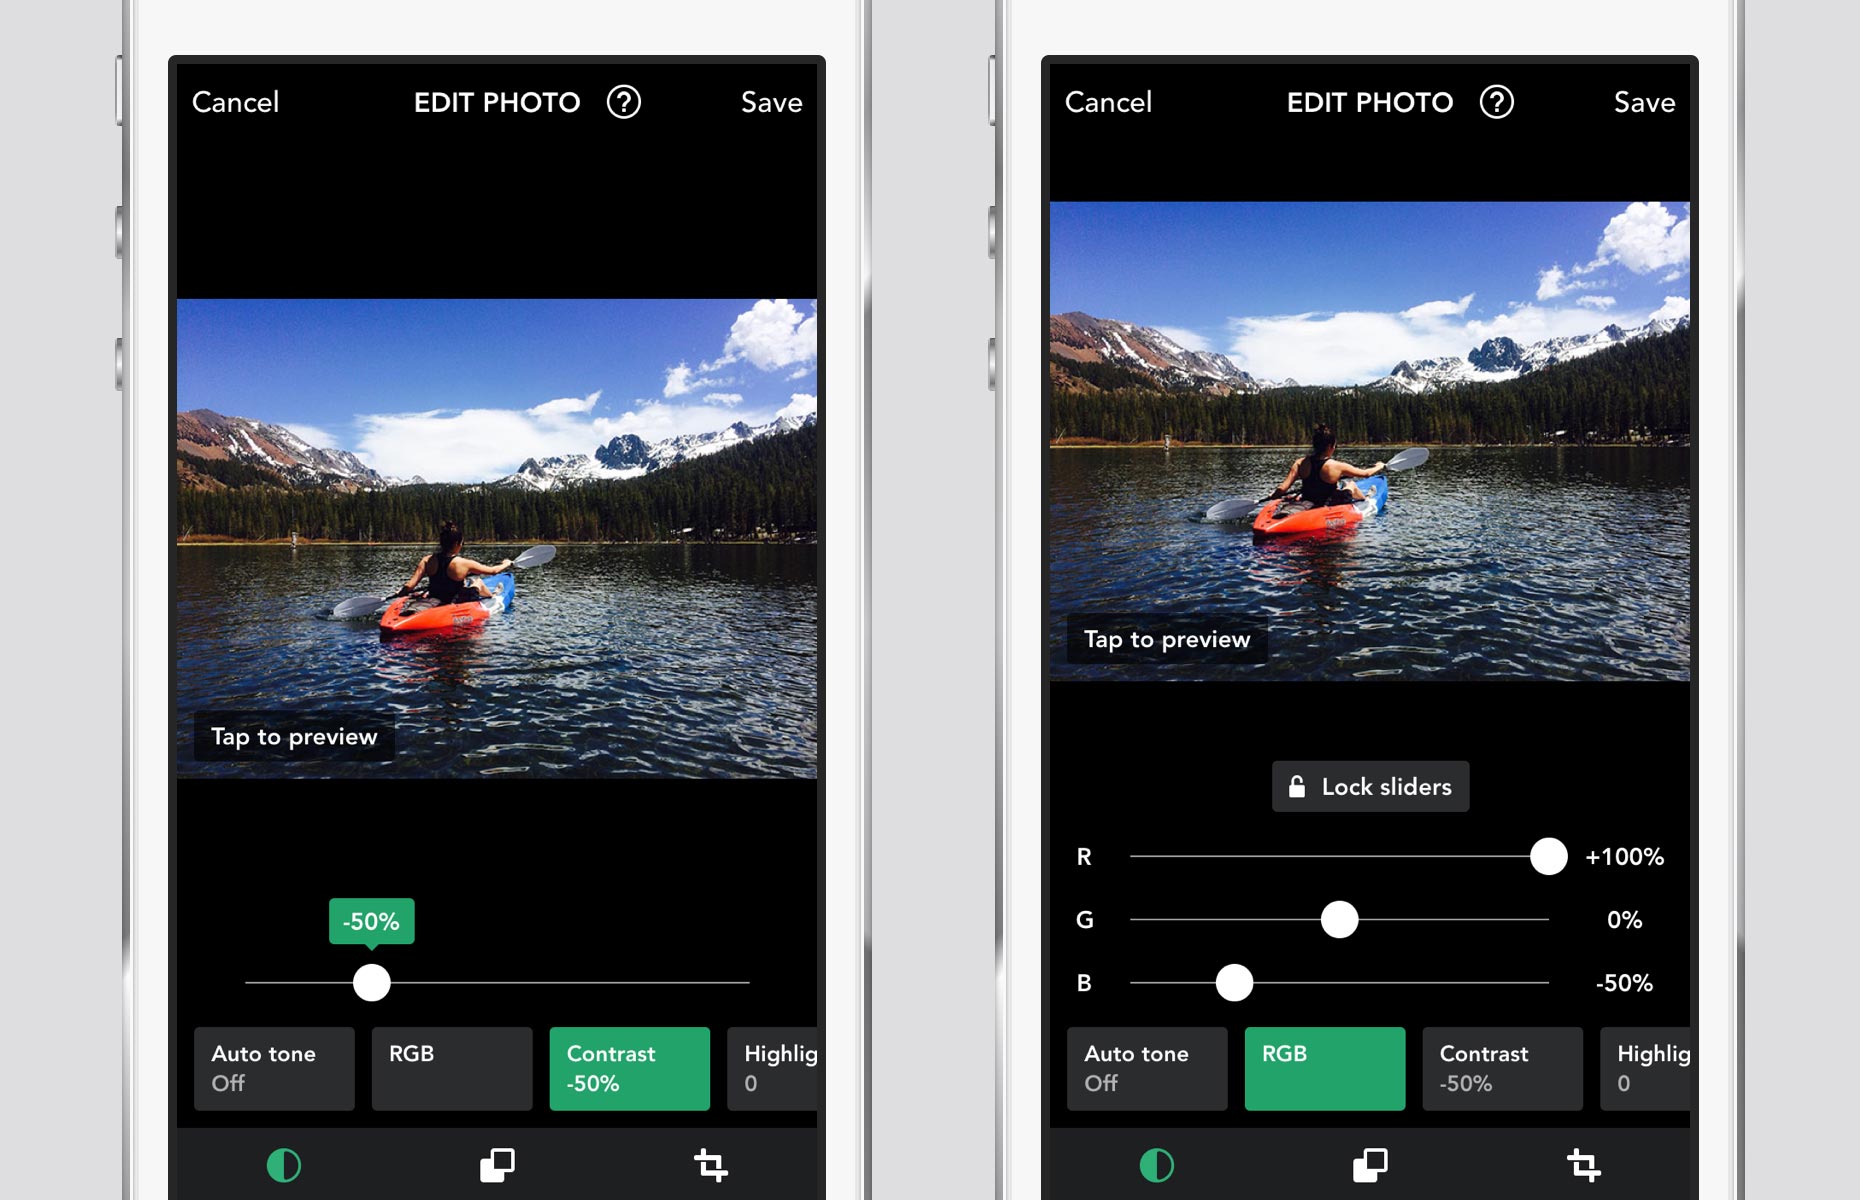 Cancel EDIT PHOTO ? Save
Tap to preview
-50%
Auto tone RGB Contrast Highlig
Off -50% 0
Cancel EDIT PHOTO ? Save
Tap to preview
Lock sliders
R +100%
G 0%
B -50%
Auto tone RGB Contrast Highlig
Off -50% 0